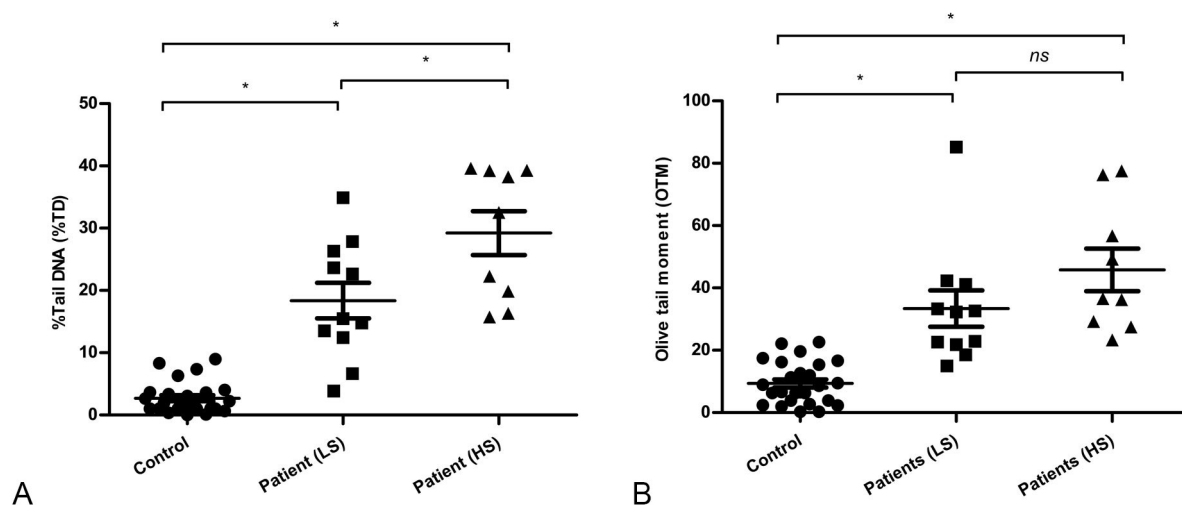 *
*
*
50
40
30
20
10
0
%Tail DNA (%TD)
Control
Patient (LS)
Patient (HS)
A
*
ns
*
100
80
60
40
20
0
Olive tail moment (OTM)
Control
Patients (LS)
Patients (HS)
B